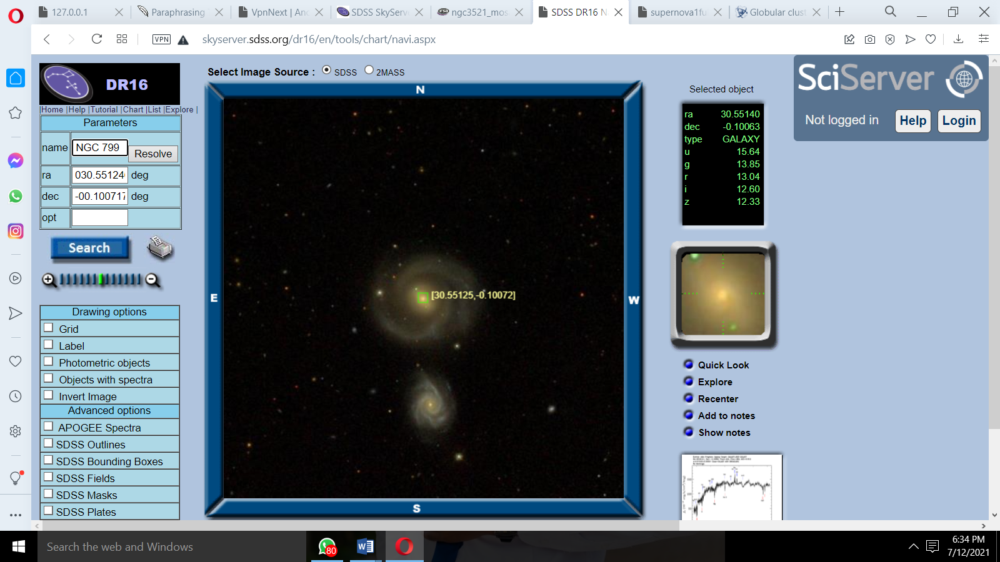 127.0.0.1
Paraphrasing
VpnNext | Anc
SDSS SkyServe
ngc3521_mos
SDSS DR16 N
supernova1fu
Globular clust
VPN
skyserver.sdss.org/dr16/en/tools/chart/navi.aspx
DR16
|Home |Help |Tutorial |Chart |List |Explore |
Parameters
name NGC 799 Resolve
ra 030.55124 deg
dec -00.100717 deg
opt
Search
Drawing options
Grid
Label
Photometric objects
Objects with spectra
Invert Image
Advanced options
APOGEE Spectra
SDSS Outlines
SDSS Bounding Boxes
SDSS Fields
SDSS Masks
SDSS Plates
Select Image Source : SDSS 2MASS
N
E
[30.55125,-0.10072]
W
S
Selected object
ra 30.55140
dec -0.10063
type GALAXY
u 15.64
g 13.85
r 13.04
i 12.60
z 12.33
Quick Look
Explore
Recenter
Add to notes
Show notes
SciServer
Not logged in Help Login
Search the web and Windows
80
6:34 PM
7/12/2021